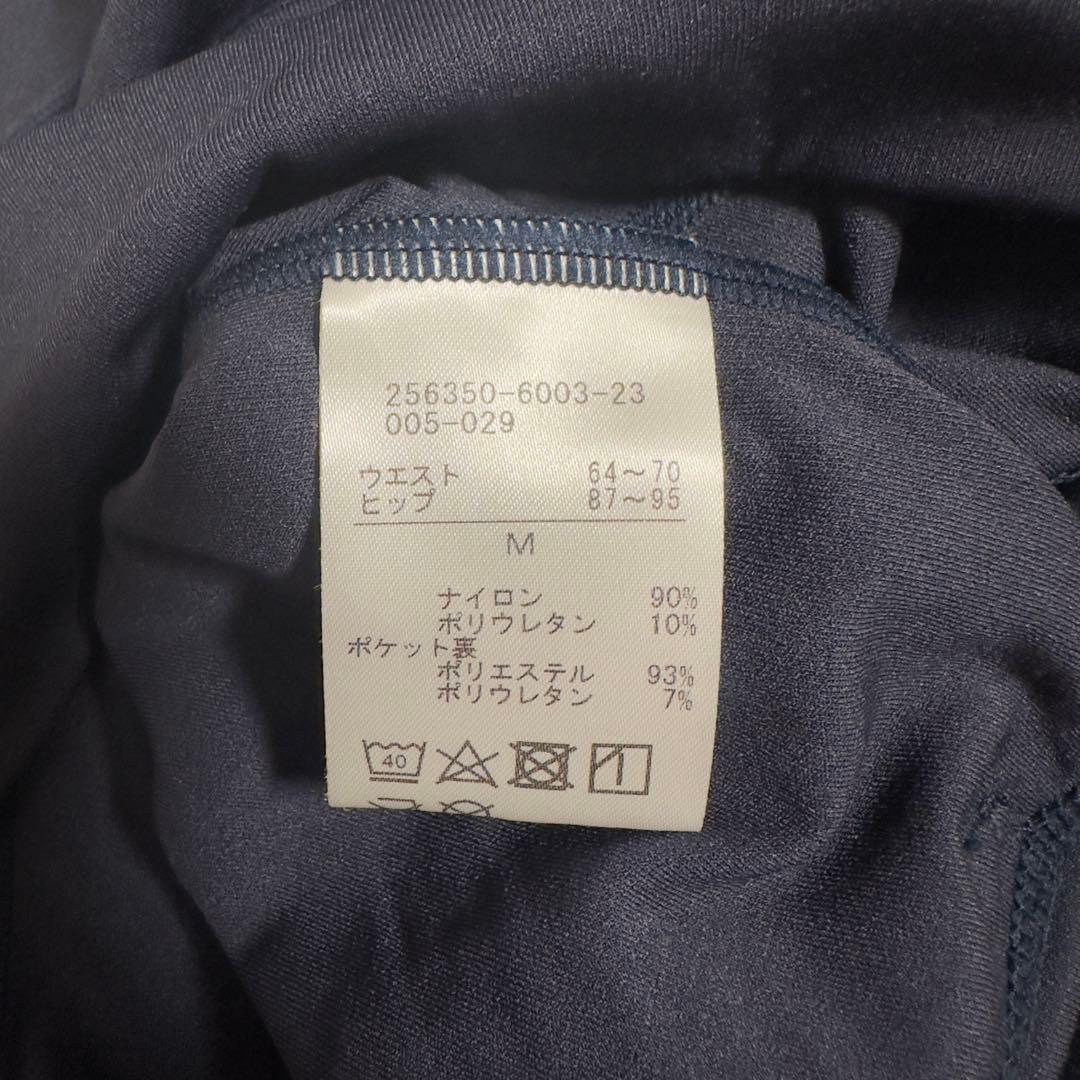 256350-6003-23
005-029
ウエスト 64～70
ヒップ 87～95
M
ナイロン 90%
ポリウレタン 10%
ポケット裏
ポリエステル 93%
ポリウレタン 7%
40